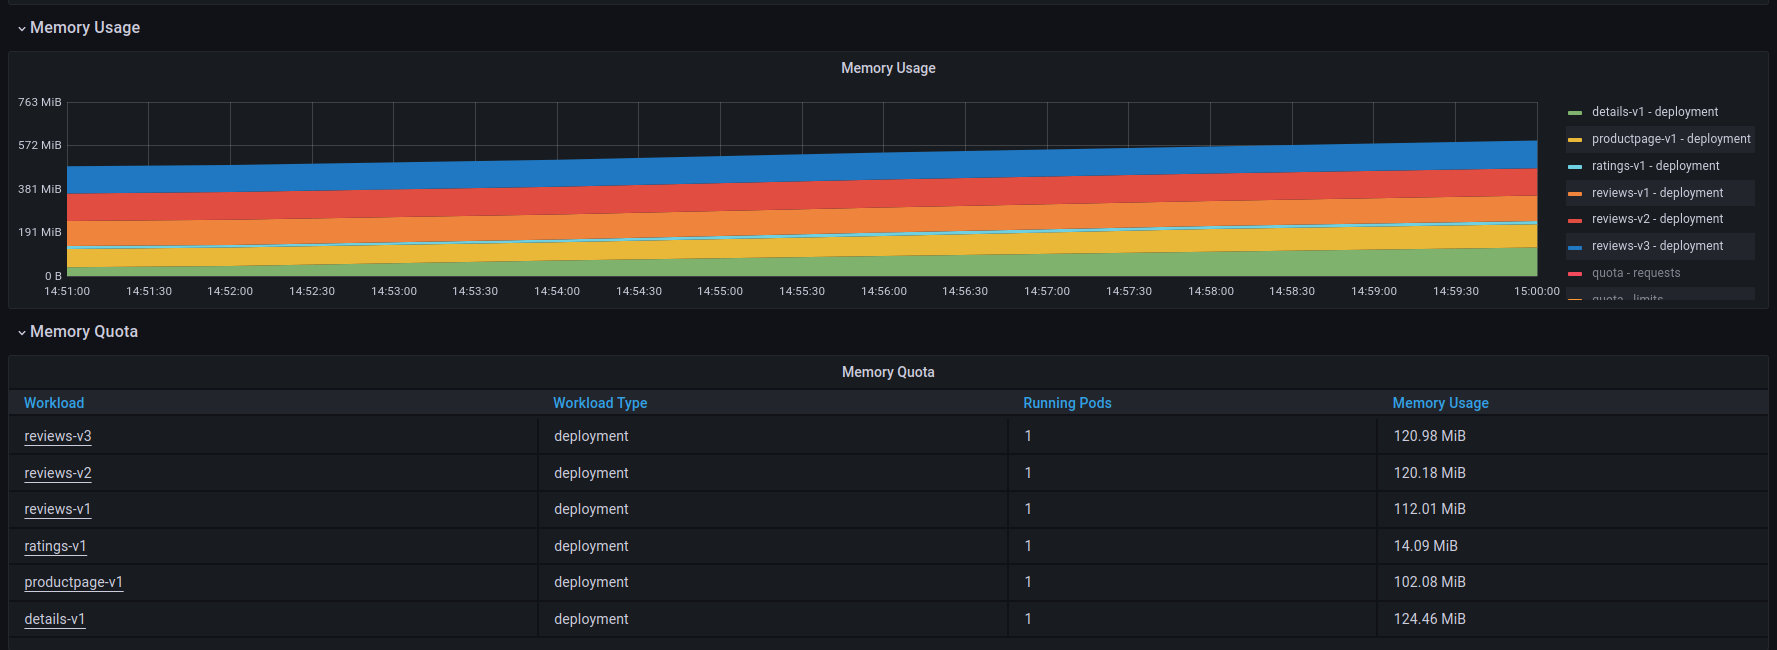 Memory Usage
Memory Usage
763 MiB
572 MiB
381 MiB
191 MiB
0 B
14:51:00 14:51:30 14:52:00 14:52:30 14:53:00 14:53:30 14:54:00 14:54:30 14:55:00 14:55:30 14:56:00 14:56:30 14:57:00 14:57:30 14:58:00 14:58:30 14:59:00 14:59:30 15:00:00
details-v1 - deployment
productpage-v1 - deployment
ratings-v1 - deployment
reviews-v1 - deployment
reviews-v2 - deployment
reviews-v3 - deployment
quota - requests
quota - limits
Memory Quota
Memory Quota
Workload Workload Type Running Pods Memory Usage
reviews-v3 deployment 1 120.98 MiB
reviews-v2 deployment 1 120.18 MiB
reviews-v1 deployment 1 112.01 MiB
ratings-v1 deployment 1 14.09 MiB
productpage-v1 deployment 1 102.08 MiB
details-v1 deployment 1 124.46 MiB